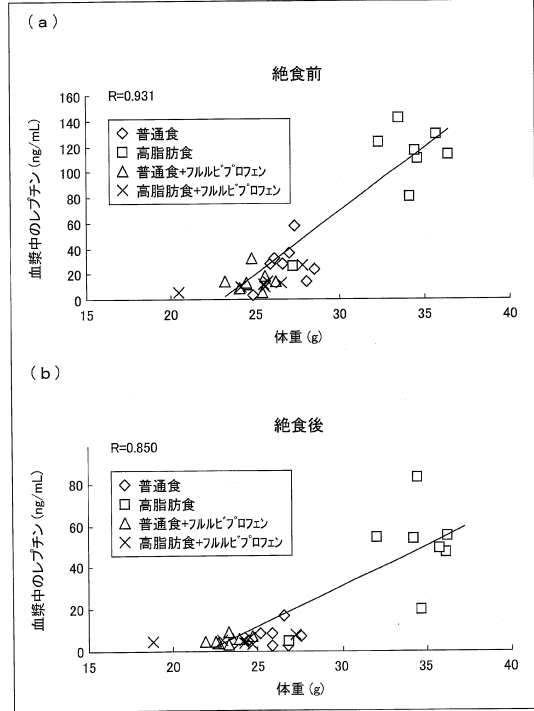 (a)
絶食前
R=0.931
160
140
120
100
80
60
40
20
0
血漿中のレプチン (ng/mL)
◇ 普通食
□ 高脂肪食
△ 普通食+フルルビプロフェン
× 高脂肪食+フルルビプロフェン
15 20 25 30 35 40
体重 (g)
(b)
絶食後
R=0.850
80
60
40
20
0
血漿中のレプチン (ng/mL)
◇ 普通食
□ 高脂肪食
△ 普通食+フルルビプロフェン
× 高脂肪食+フルルビプロフェン
15 20 25 30 35 40
体重 (g)